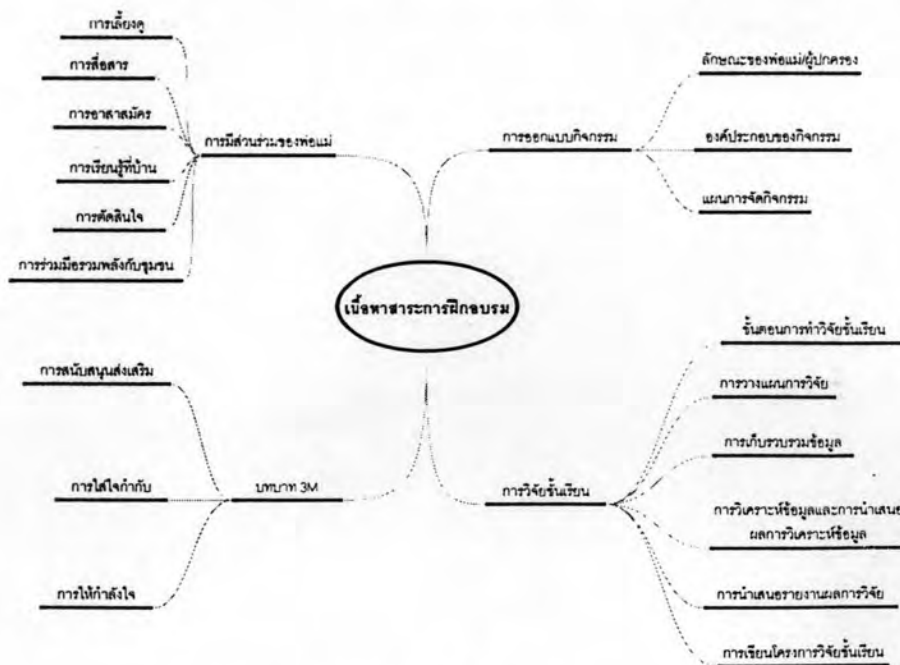 การเลี้ยงดู
การสื่อสาร
การอาสาสมัคร
การเรียนรู้ที่บ้าน
การตัดสินใจ
การร่วมมือรวมพลังกับชุมชน
การมีส่วนร่วมของพ่อแม่
การออกแบบกิจกรรม
ลักษณะของพ่อแม่/ผู้ปกครอง
องค์ประกอบของกิจกรรม
แผนการจัดกิจกรรม
เนื้อหาสาระการฝึกอบรม
การสนับสนุนส่งเสริม
การใส่ใจกำกับ
การให้กำลังใจ
บทบาท 3M
การวิจัยชั้นเรียน
ขั้นตอนการทำวิจัยชั้นเรียน
การวางแผนการวิจัย
การเก็บรวบรวมข้อมูล
การวิเคราะห์ข้อมูลและการนำเสนอ
ผลการวิเคราะห์ข้อมูล
การนำเสนอรายงานผลการวิจัย
การเขียนโครงการวิจัยชั้นเรียน